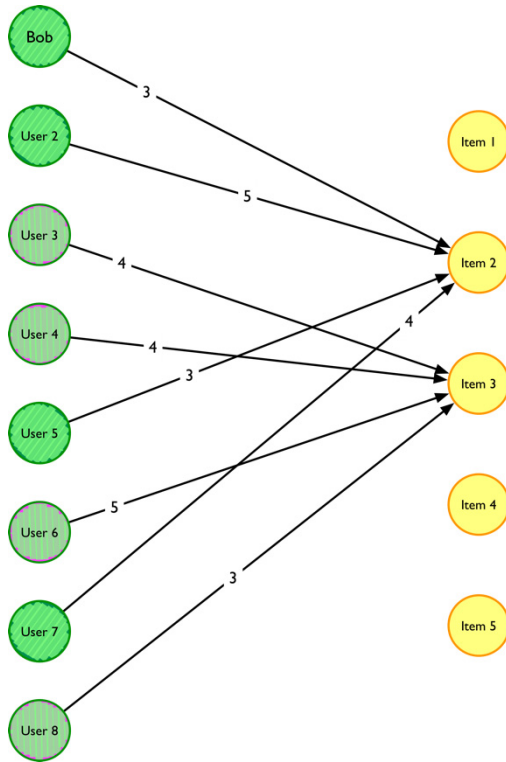 Bob
3
User 2
Item 1
5
User 3
4
Item 2
User 4
4
4
3
Item 3
User 5
5
User 6
Item 4
3
User 7
Item 5
User 8